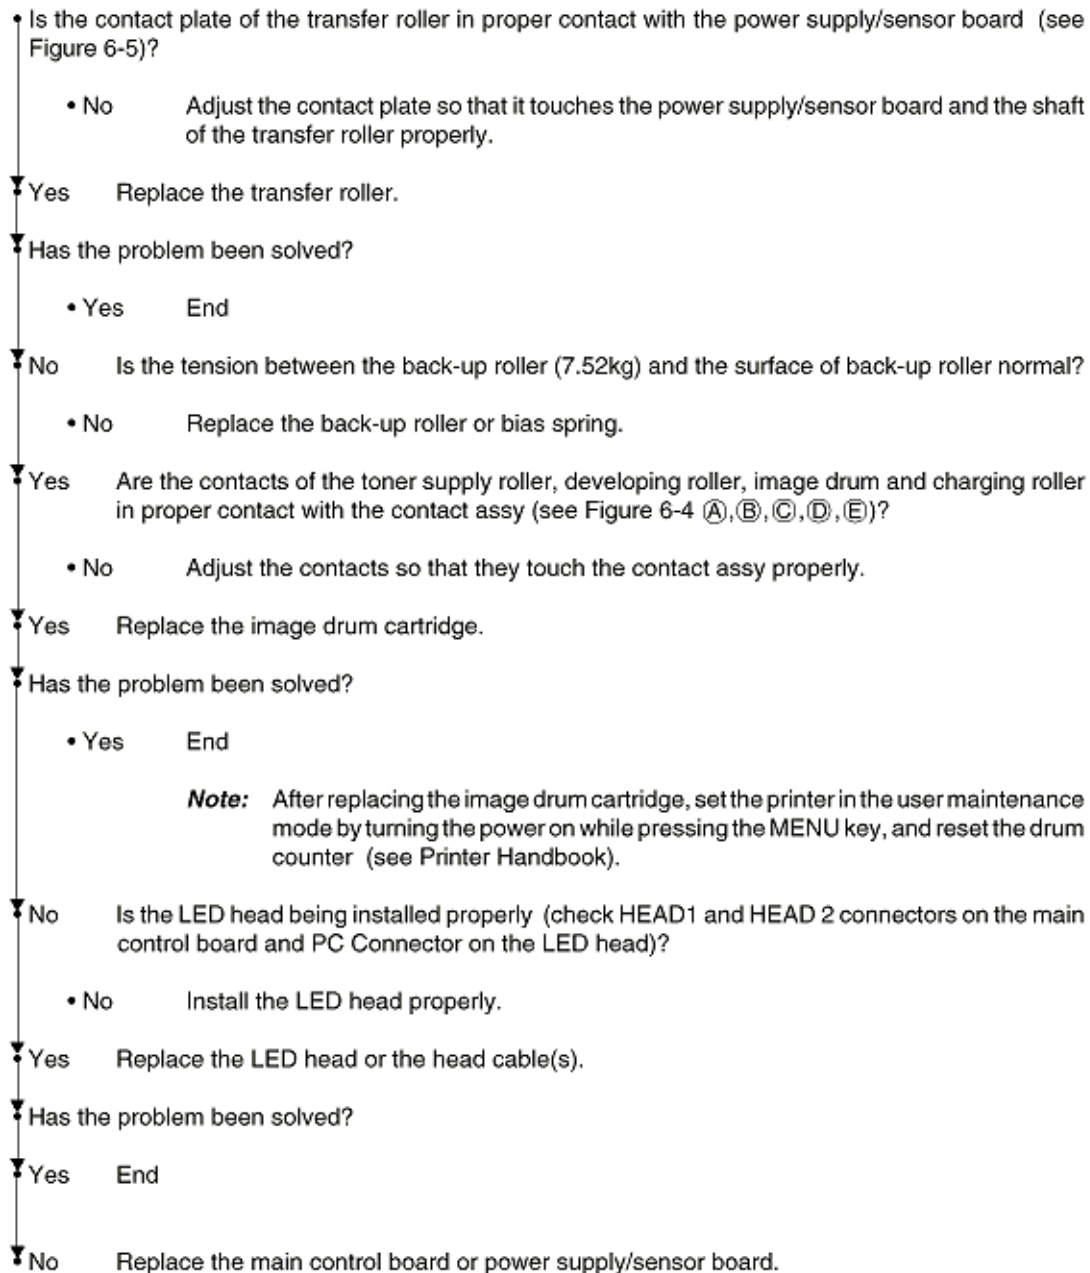 • Is the contact plate of the transfer roller in proper contact with the power supply/sensor board (see
Figure 6-5)?
• No Adjust the contact plate so that it touches the power supply/sensor board and the shaft
of the transfer roller properly.
• Yes Replace the transfer roller.
• Has the problem been solved?
• Yes End
• No Is the tension between the back-up roller (7.52kg) and the surface of back-up roller normal?
• No Replace the back-up roller or bias spring.
• Yes Are the contacts of the toner supply roller, developing roller, image drum and charging roller
in proper contact with the contact assy (see Figure 6-4 Ⓐ,Ⓑ,Ⓒ,Ⓓ,Ⓔ)?
• No Adjust the contacts so that they touch the contact assy properly.
• Yes Replace the image drum cartridge.
• Has the problem been solved?
• Yes End
Note: After replacing the image drum cartridge, set the printer in the user maintenance
mode by turning the power on while pressing the MENU key, and reset the drum
counter (see Printer Handbook).
• No Is the LED head being installed properly (check HEAD1 and HEAD 2 connectors on the main
control board and PC Connector on the LED head)?
• No Install the LED head properly.
• Yes Replace the LED head or the head cable(s).
• Has the problem been solved?
• Yes End
• No Replace the main control board or power supply/sensor board.